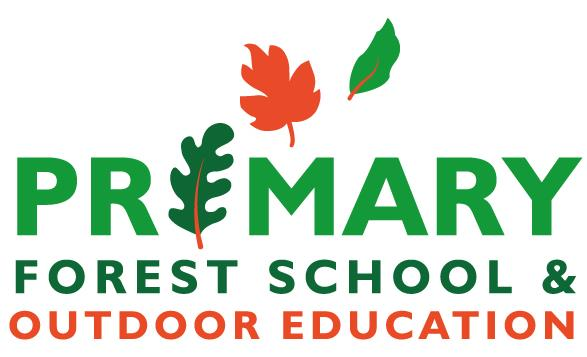 PRIMARY
FOREST SCHOOL &
OUTDOOR EDUCATION